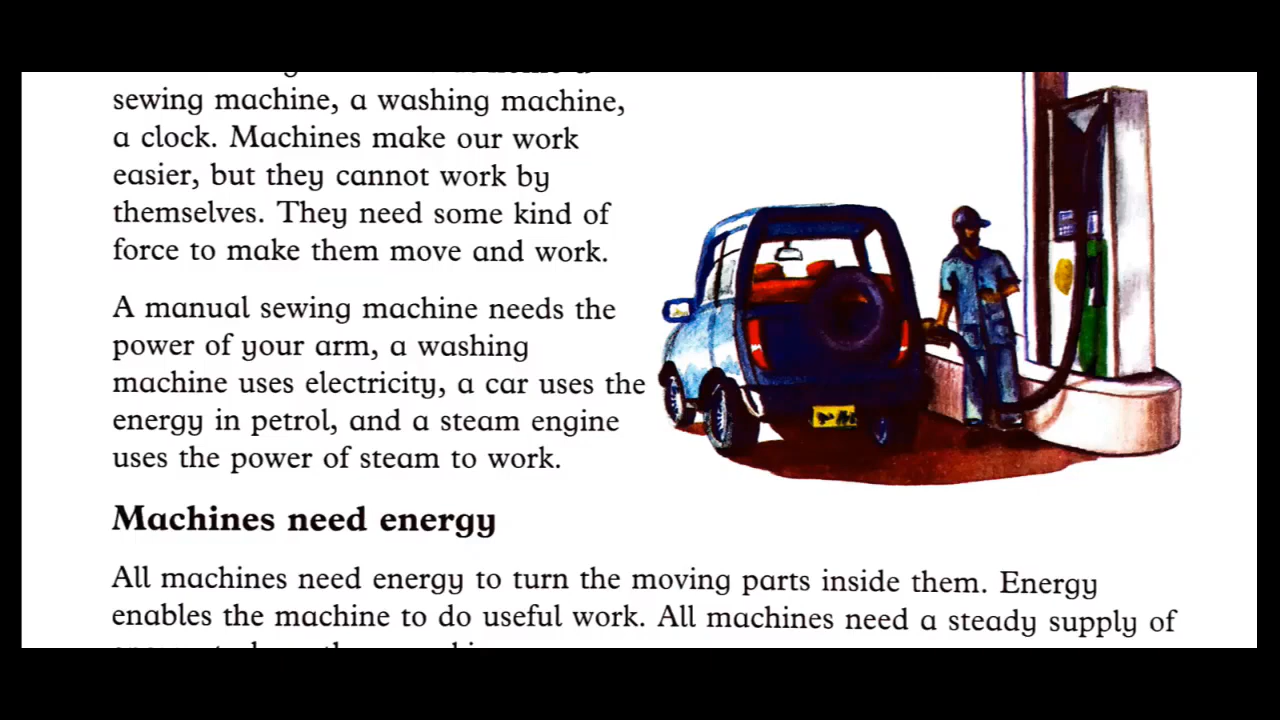 sewing machine, a washing machine,
a clock. Machines make our work
easier, but they cannot work by
themselves. They need some kind of
force to make them move and work.
A manual sewing machine needs the
power of your arm, a washing
machine uses electricity, a car uses the
energy in petrol, and a steam engine
uses the power of steam to work.
Machines need energy
All machines need energy to turn the moving parts inside them. Energy
enables the machine to do useful work. All machines need a steady supply of